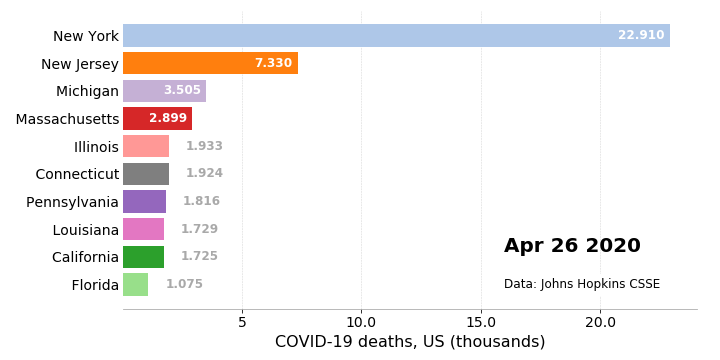 New York 22.910
New Jersey 7.330
Michigan 3.505
Massachusetts 2.899
Illinois 1.933
Connecticut 1.924
Pennsylvania 1.816
Louisiana 1.729
California 1.725
Florida 1.075
Apr 26 2020
Data: Johns Hopkins CSSE
5 10.0 15.0 20.0
COVID-19 deaths, US (thousands)